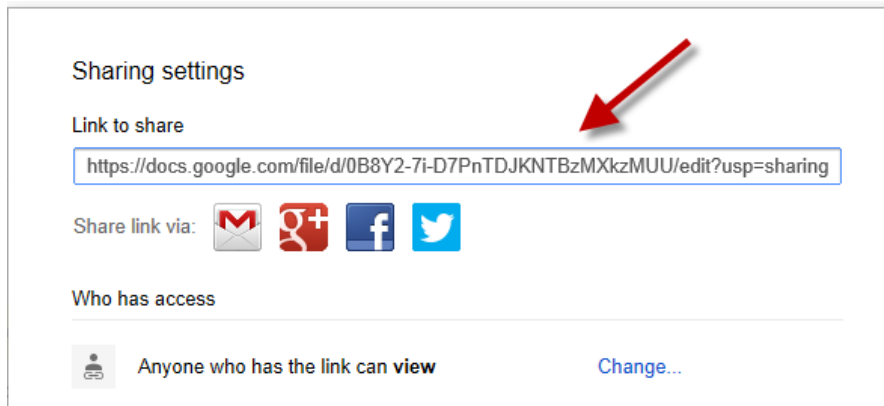 Sharing settings
Link to share
https://docs.google.com/file/d/0B8Y2-7i-D7PnTDJKNTBzMXkzMUU/edit?usp=sharing
Share link via: M g+ f
Who has access
Anyone who has the link can view Change...